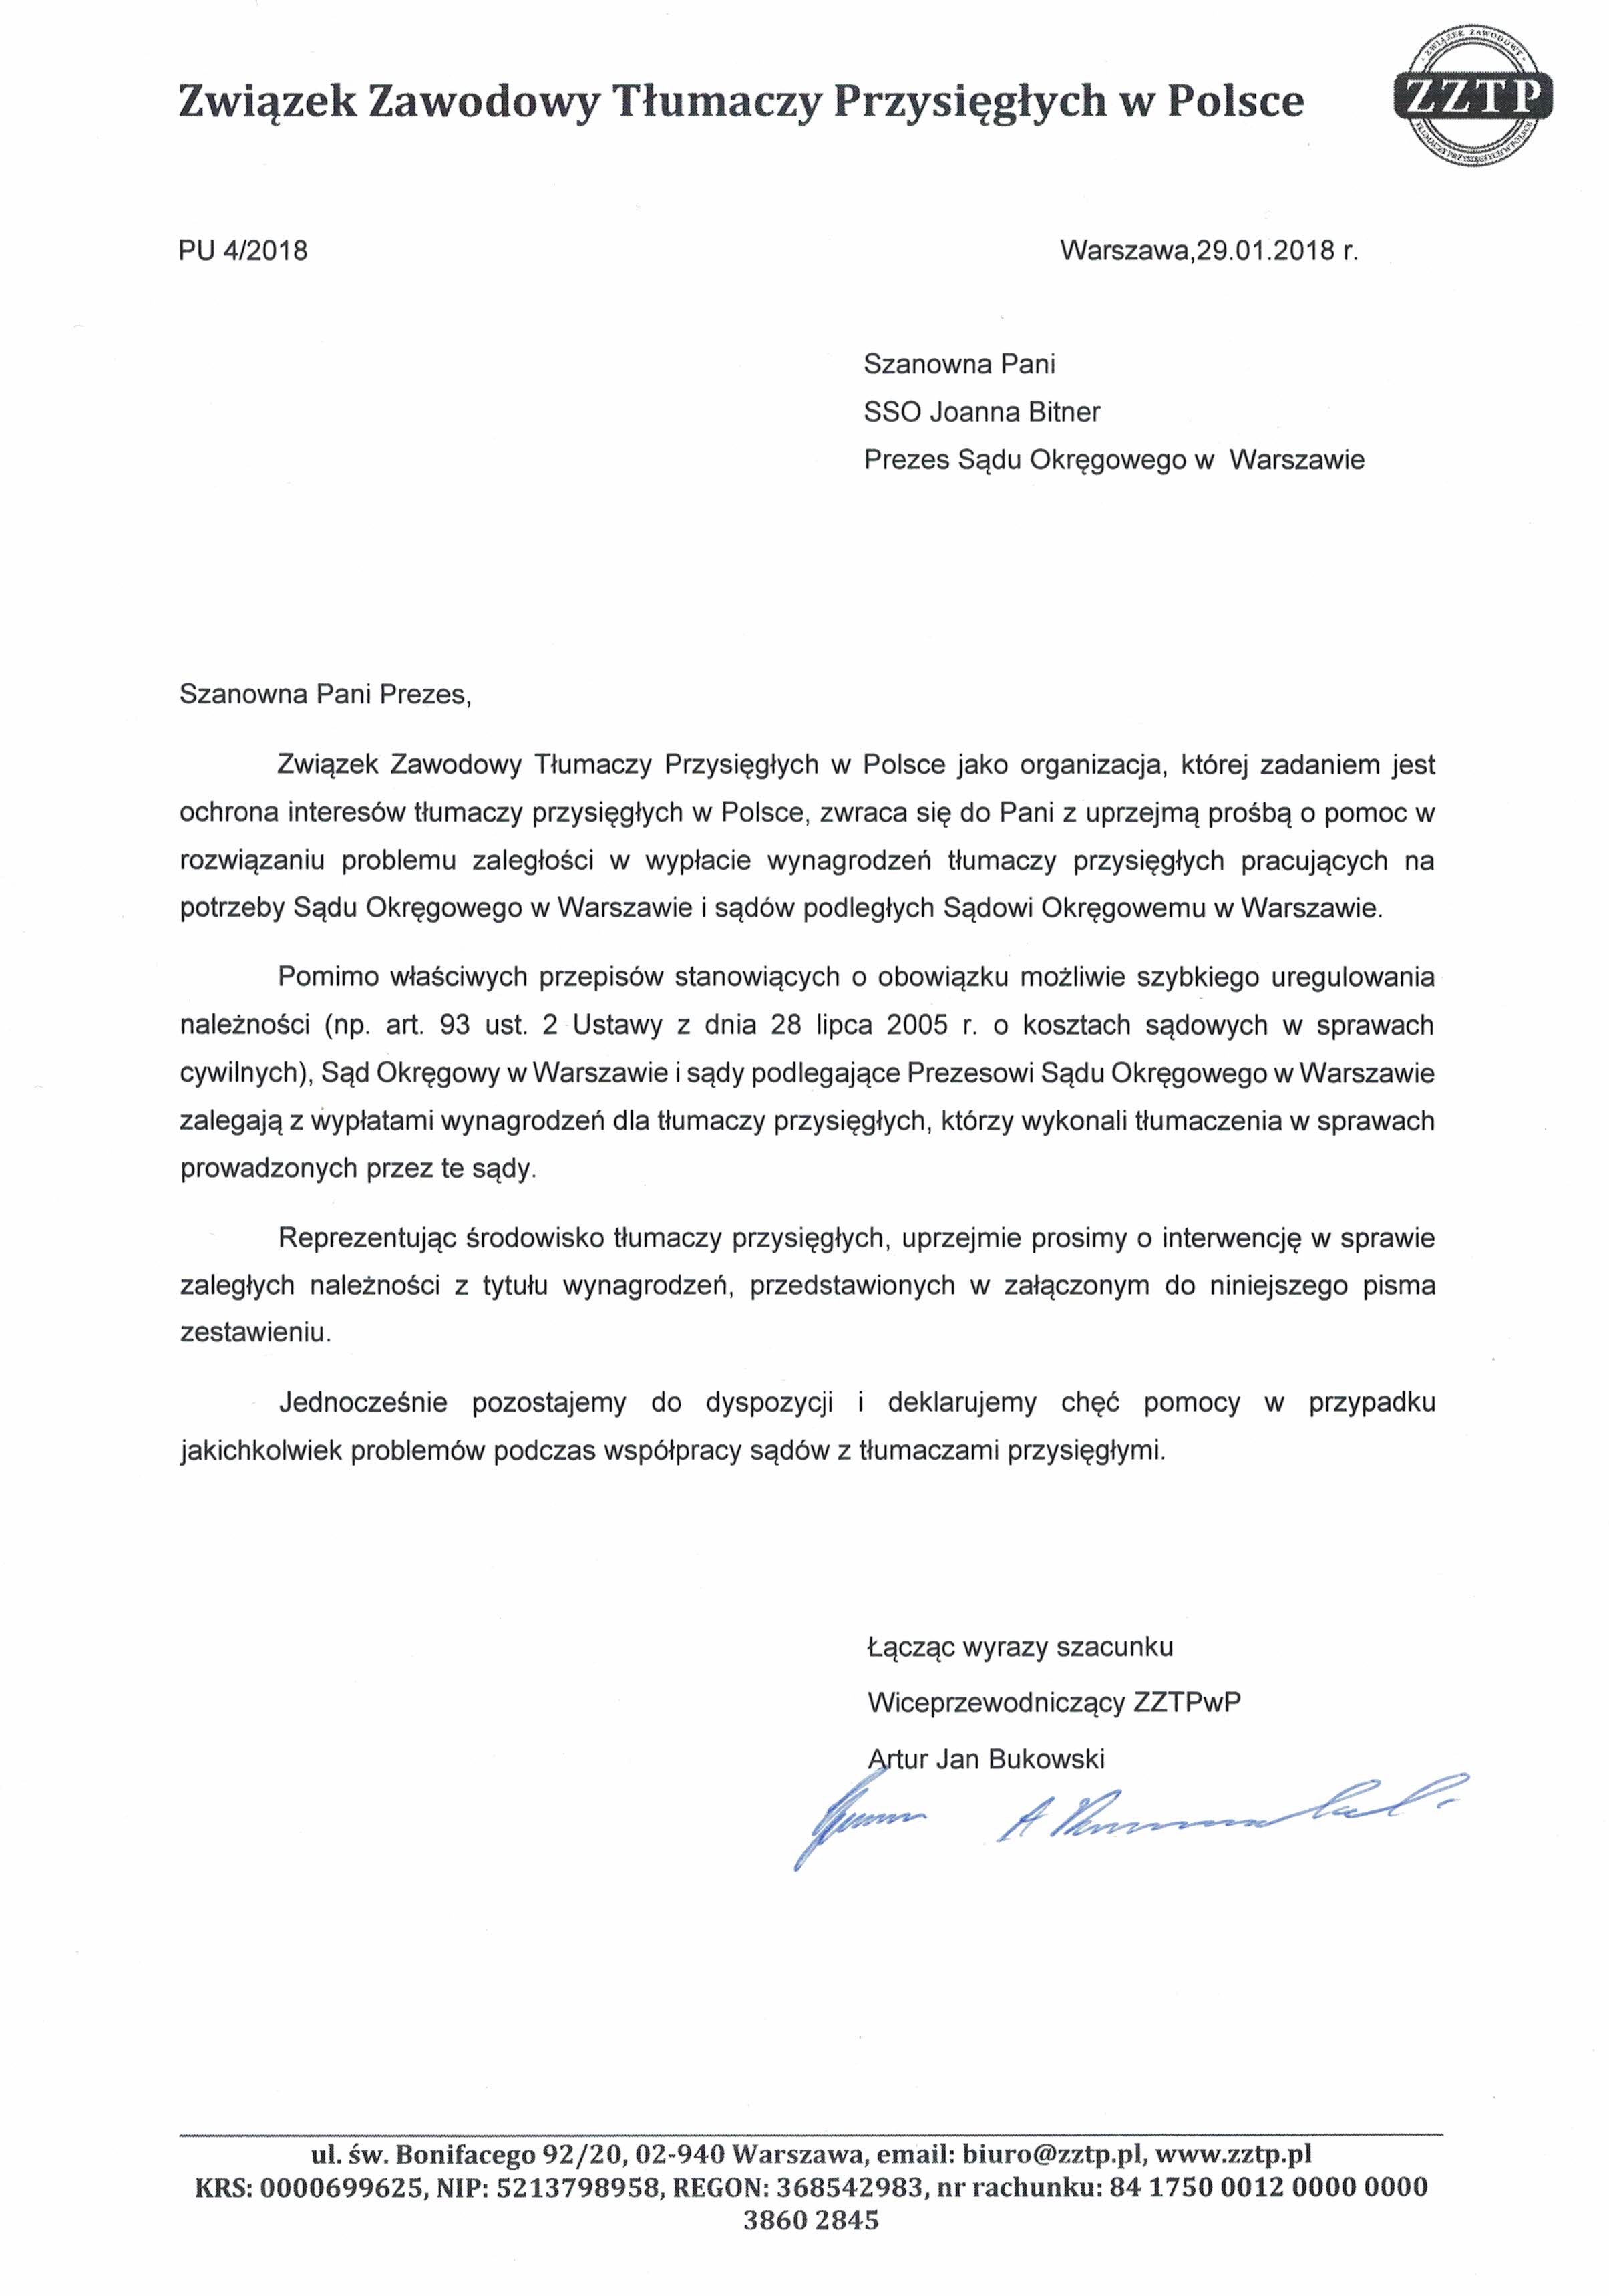 Związek Zawodowy Tłumaczy Przysięgłych w Polsce
ZWIĄZEK ZAWODOWY
ZZTP
TŁUMACZY PRZYSIĘGŁYCH W POLSCE
PU 4/2018
Warszawa,29.01.2018 r.
Szanowna Pani
SSO Joanna Bitner
Prezes Sądu Okręgowego w Warszawie
Szanowna Pani Prezes,
Związek Zawodowy Tłumaczy Przysięgłych w Polsce jako organizacja, której zadaniem jest
ochrona interesów tłumaczy przysięgłych w Polsce, zwraca się do Pani z uprzejmą prośbą o pomoc w
rozwiązaniu problemu zaległości w wypłacie wynagrodzeń tłumaczy przysięgłych pracujących na
potrzeby Sądu Okręgowego w Warszawie i sądów podległych Sądowi Okręgowemu w Warszawie.
Pomimo właściwych przepisów stanowiących o obowiązku możliwie szybkiego uregulowania
należności (np. art. 93 ust. 2 Ustawy z dnia 28 lipca 2005 r. o kosztach sądowych w sprawach
cywilnych), Sąd Okręgowy w Warszawie i sądy podlegające Prezesowi Sądu Okręgowego w Warszawie
zalegają z wypłatami wynagrodzeń dla tłumaczy przysięgłych, którzy wykonali tłumaczenia w sprawach
prowadzonych przez te sądy.
Reprezentując środowisko tłumaczy przysięgłych, uprzejmie prosimy o interwencję w sprawie
zaległych należności z tytułu wynagrodzeń, przedstawionych w załączonym do niniejszego pisma
zestawieniu.
Jednocześnie pozostajemy do dyspozycji i deklarujemy chęć pomocy w przypadku
jakichkolwiek problemów podczas współpracy sądów z tłumaczami przysięgłymi.
Łącząc wyrazy szacunku
Wiceprzewodniczący ZZTPwP
Artur Jan Bukowski
ul. św. Bonifacego 92/20, 02-940 Warszawa, email: biuro@zztp.pl, www.zztp.pl
KRS: 0000699625, NIP: 5213798958, REGON: 368542983, nr rachunku: 84 1750 0012 0000 0000
3860 2845